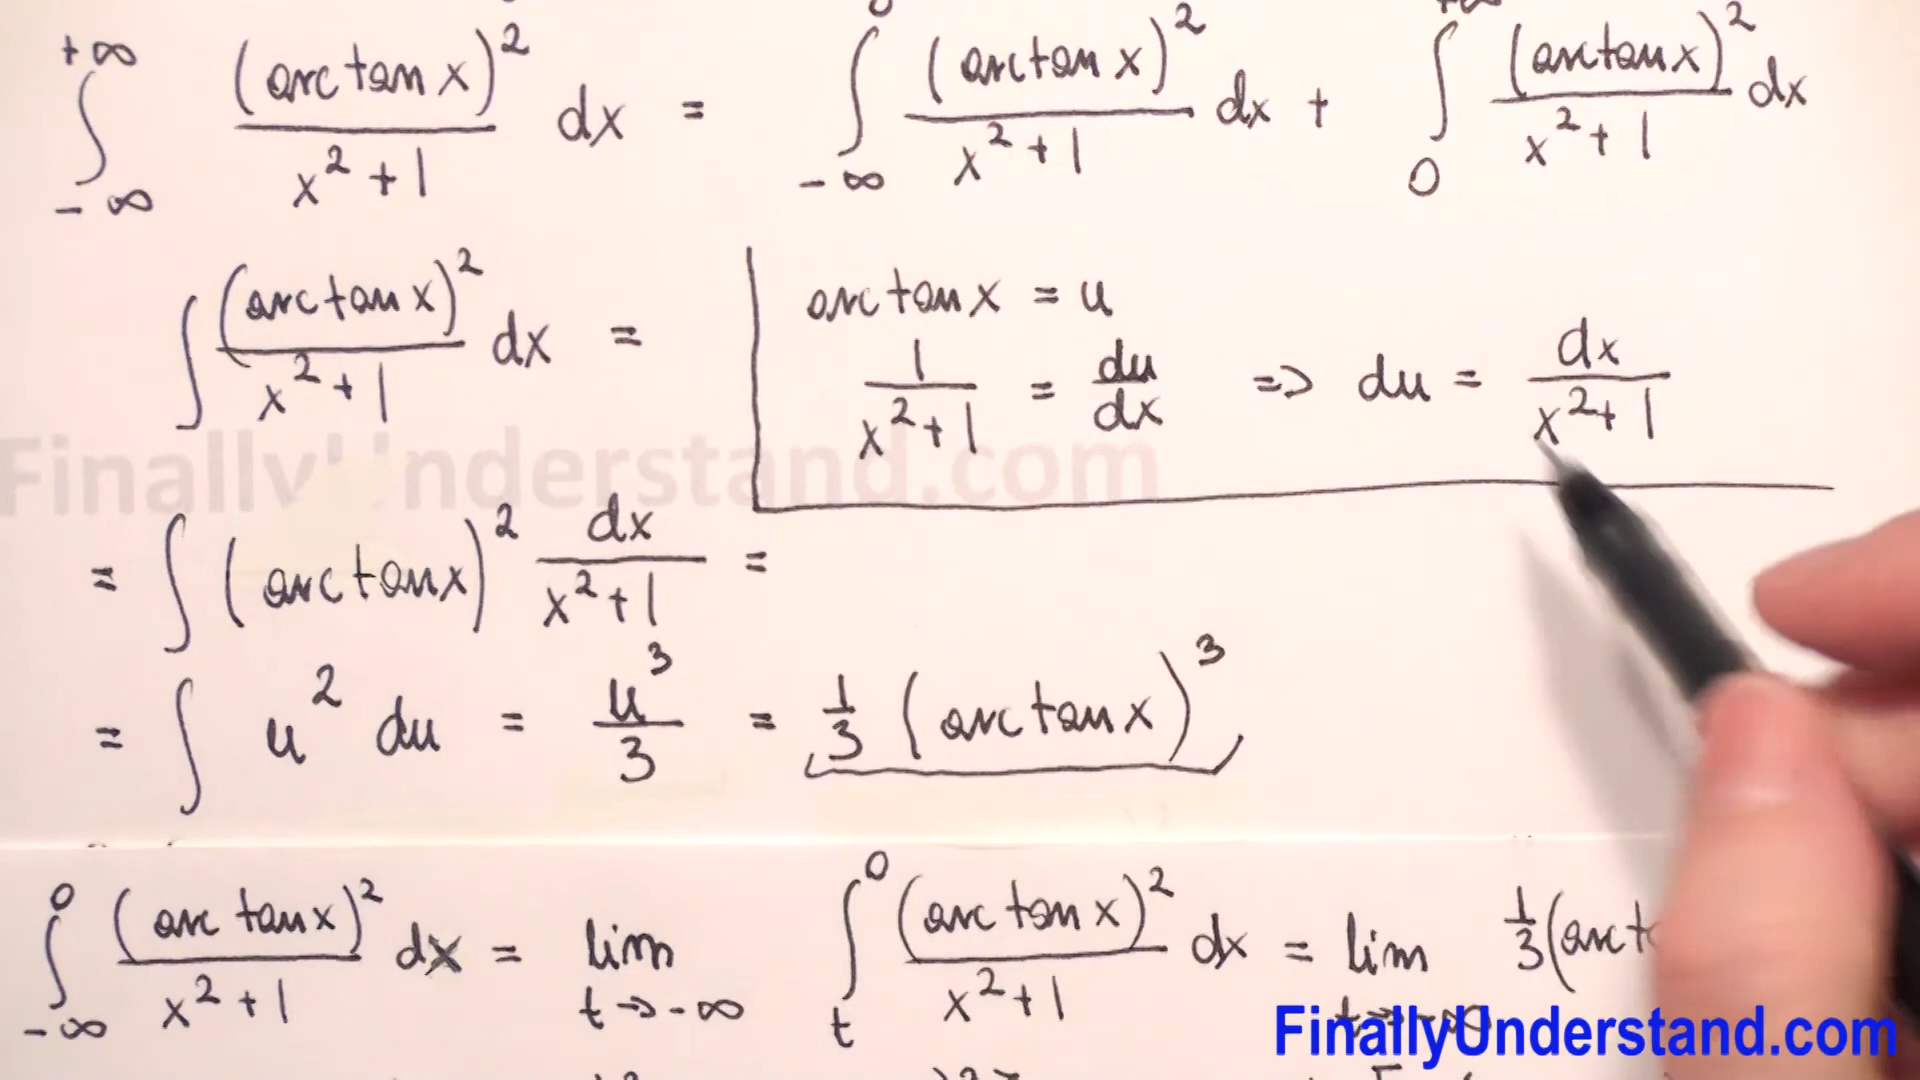 ∫_{-∞}^{+∞} (arctan x)²/(x²+1) dx = ∫_{-∞}^{0} (arctan x)²/(x²+1) dx + ∫_{0}^{+∞} (arctan x)²/(x²+1) dx
∫ (arctan x)²/(x²+1) dx =
arctan x = u
1/(x²+1) = du/dx => du = dx/(x²+1)
FinallyUnderstand.com
= ∫ (arctan x)² dx/(x²+1) =
= ∫ u² du = u³/3 = 1/3 (arctan x)³
∫_{-∞}^{0} (arctan x)²/(x²+1) dx = lim_{t→-∞} ∫_{t}^{0} (arctan x)²/(x²+1) dx = lim_{t→-∞} 1/3 (arct
FinallyUnderstand.com